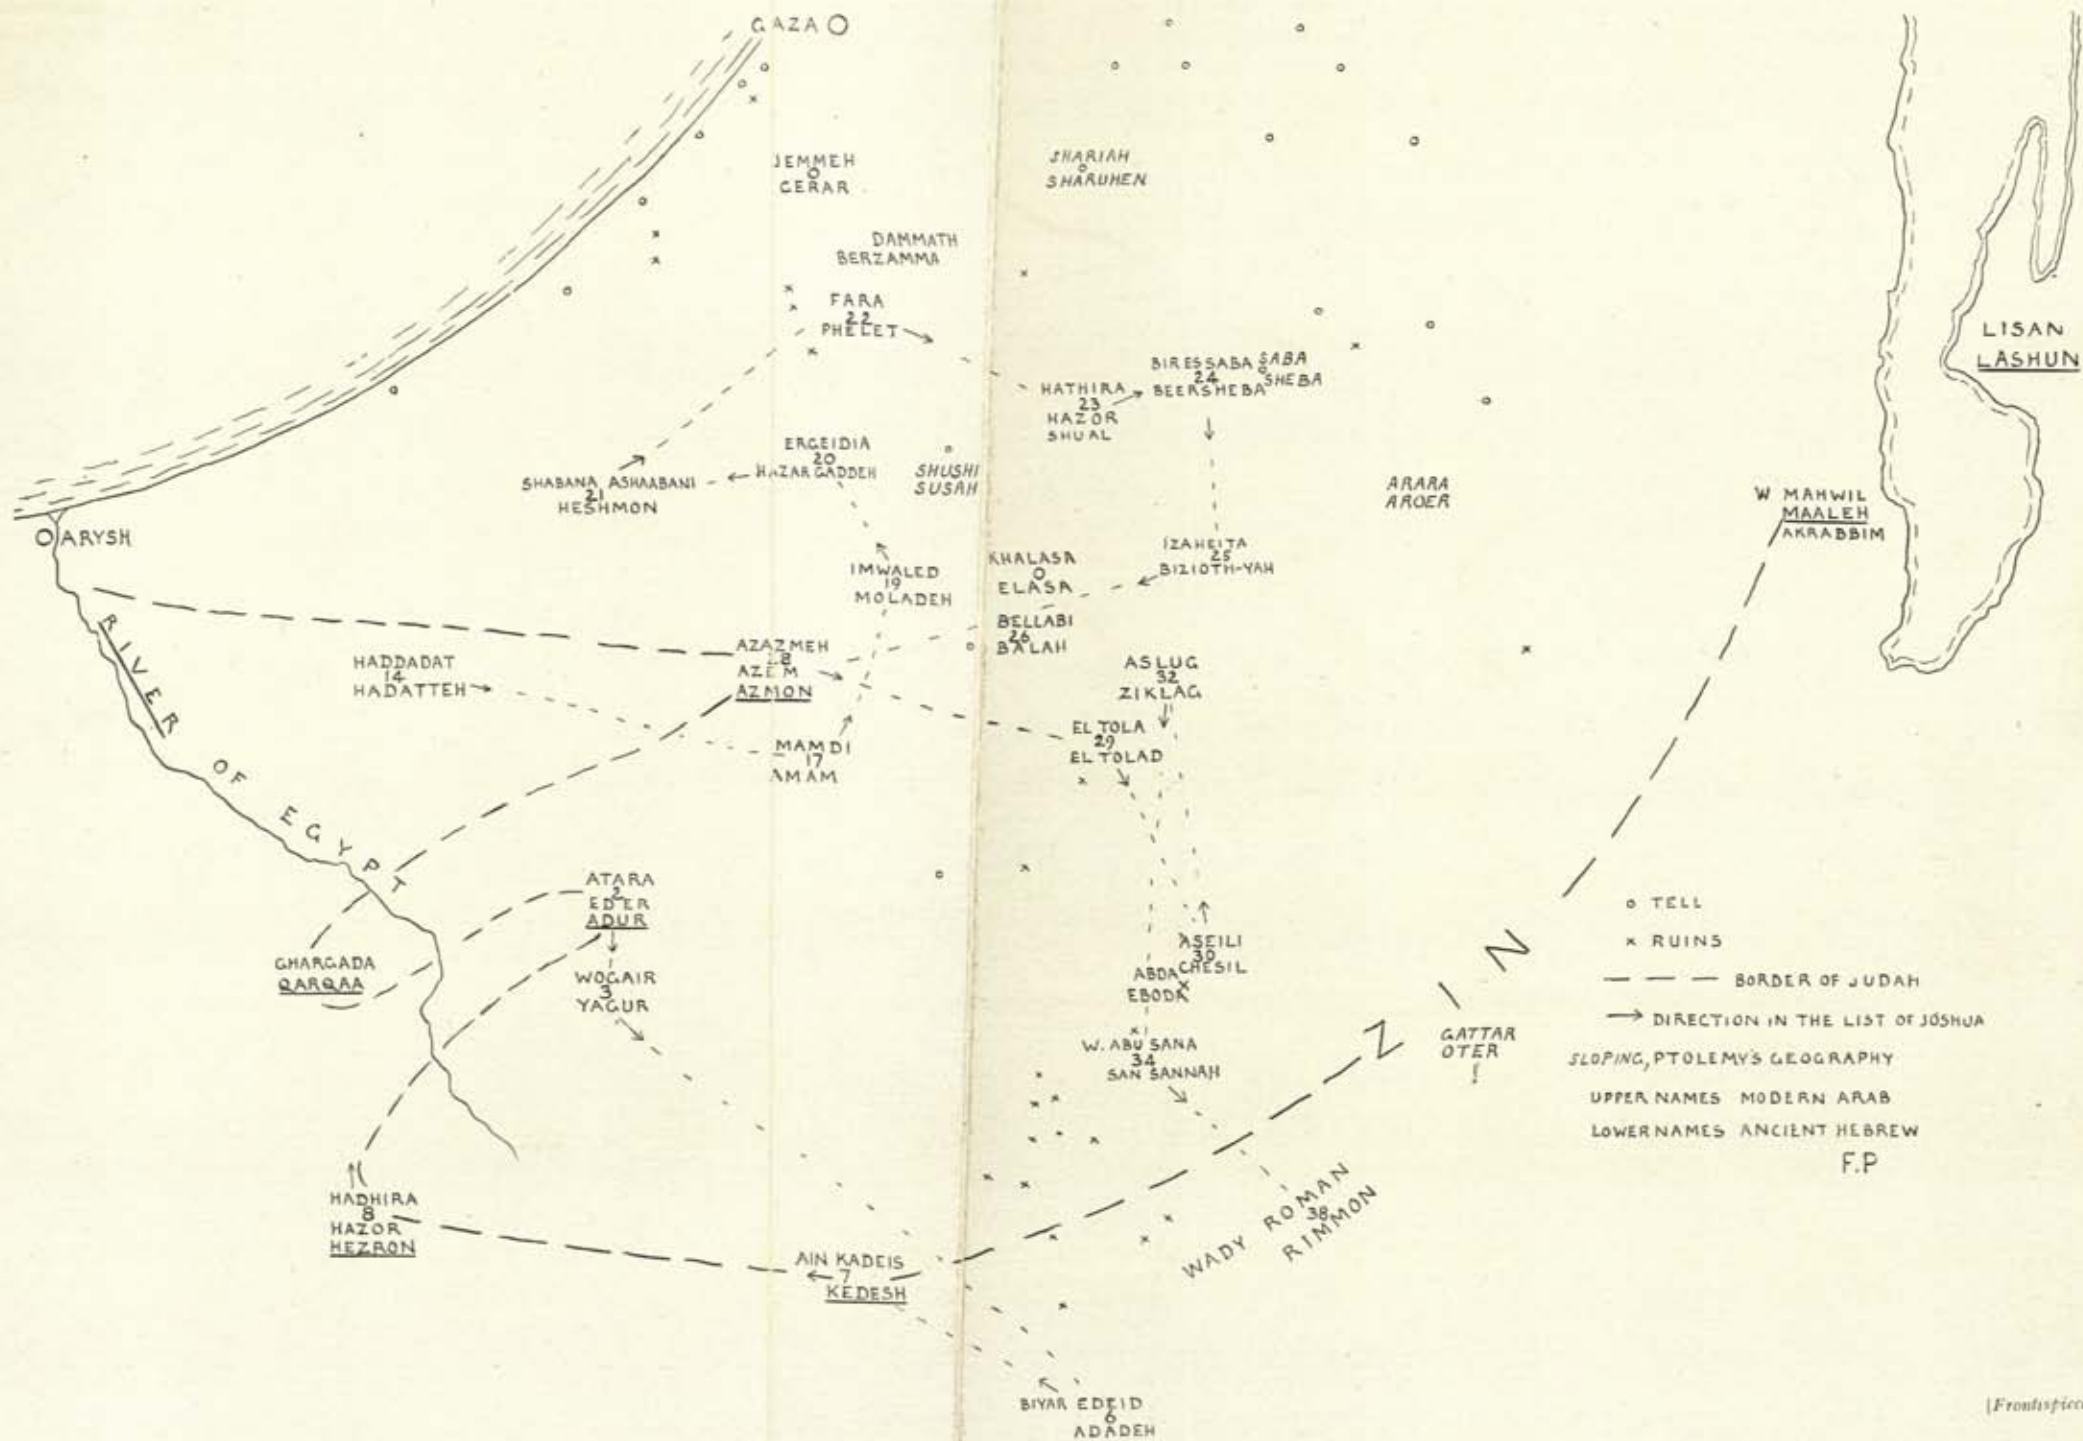 GAZA
JEMMEH
GERAR
SHARIAH
SHARUHEN
DAMMATH
BERZAMMA
FARA
22
PHELET
LISAN
LASHUN
BIRESSABA SABA
24
BEERSHEBA SHEBA
HATHIRA
23
HAZOR
SHUAL
ERGEIDIA
20
HAZAR GADDEH
SHUSHI
SUSAH
SHABANA ASHAABANI
21
HESHMON
ARARA
AROER
W MAHWIL
MAALEH
AKRABBIM
ARYSH
IZAHEITA
25
BIZIOTH-YAH
KHALASA
ELASA
IMWALED
19
MOLADEH
BELLABI
26
BALAH
AZAZMEH
28
AZEM
AZMON
HADDADAT
14
HADATTEH
ASLUG
32
ZIKLAG
RIVER OF EGYPT
EL TOLA
29
EL TOLAD
MAMDI
17
AMAM
ATARA
2
EDER
ADUR
GHARGADA
QARQAA
WOGAIR
3
YAGUR
ASEILI
30
CHESIL
ABDA
EBODA
W. ABU SANA
34
SAN SANNAH
Z I N
GATTAR
OTER
!
TELL
RUINS
BORDER OF JUDAH
DIRECTION IN THE LIST OF JOSHUA
SLOPING, PTOLEMY'S GEOGRAPHY
UPPER NAMES MODERN ARAB
LOWER NAMES ANCIENT HEBREW
F.P
HADHIRA
8
HAZOR
HEZRON
WADY ROMAN
38
RIMMON
AIN KADEIS
7
KEDESH
BIYAR EDEID
6
ADADEH